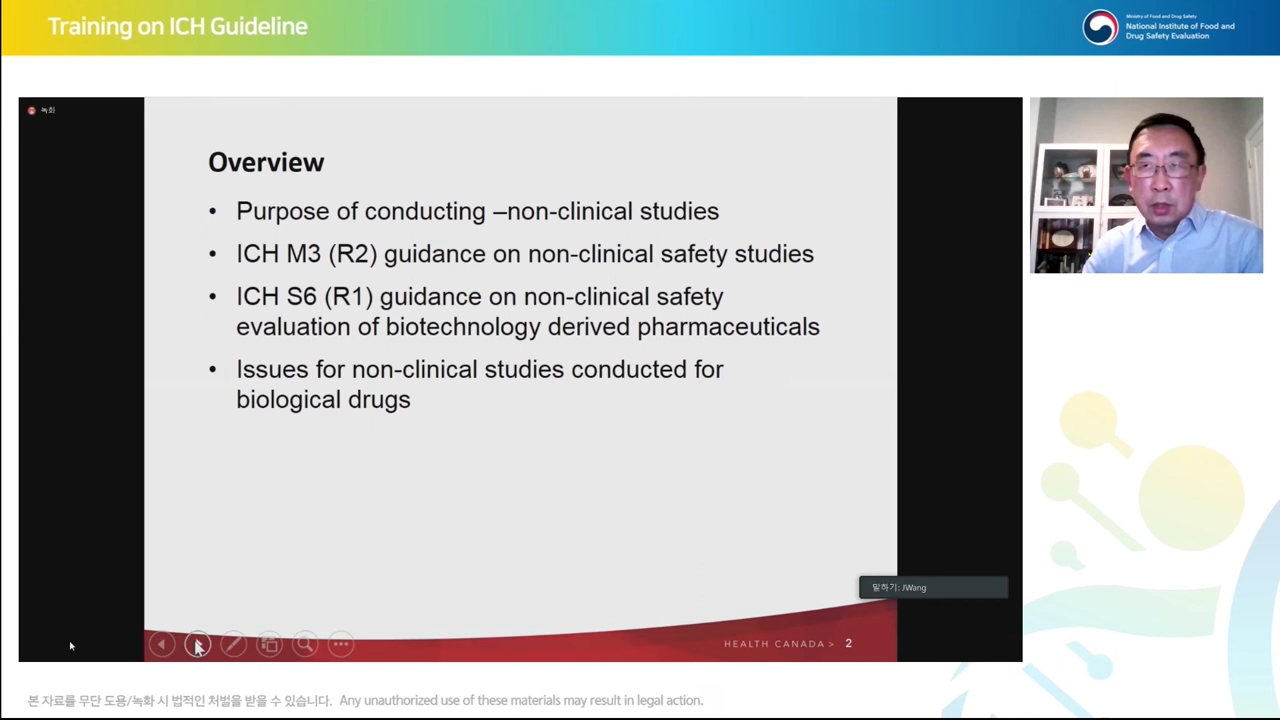 Training on ICH Guideline
Ministry of Food and Drug Safety
National Institute of Food and
Drug Safety Evaluation
녹화
Overview
• Purpose of conducting –non-clinical studies
• ICH M3 (R2) guidance on non-clinical safety studies
• ICH S6 (R1) guidance on non-clinical safety
evaluation of biotechnology derived pharmaceuticals
• Issues for non-clinical studies conducted for
biological drugs
말하기: JWang
HEALTH CANADA > 2
본 자료를 무단 도용/녹화 시 법적인 처벌을 받을 수 있습니다. Any unauthorized use of these materials may result in legal action.